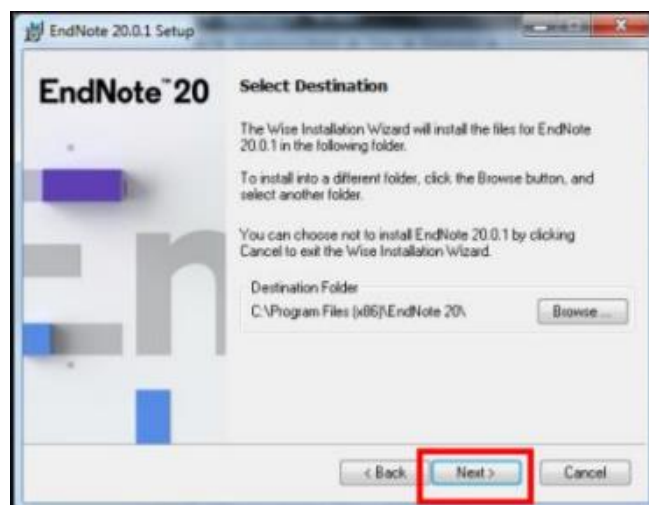 EndNote 20.0.1 Setup
EndNote™ 20
Select Destination
The Wise Installation Wizard will install the files for EndNote
20.0.1 in the following folder.
To install into a different folder, click the Browse button, and
select another folder.
You can choose not to install EndNote 20.0.1 by clicking
Cancel to exit the Wise Installation Wizard.
Destination Folder
C:\Program Files (x86)\EndNote 20\
Browse ...
< Back
Next >
Cancel